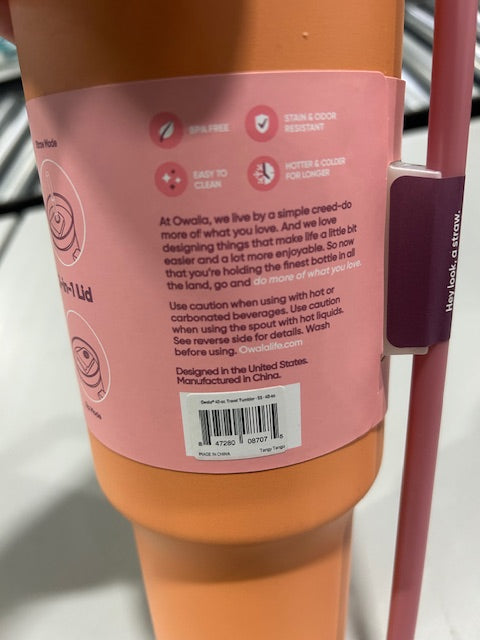 Straw Mode
BPA FREE
STAIN & ODOR
RESISTANT
EASY TO
CLEAN
HOTTER & COLDER
FOR LONGER
-in-1 Lid
Mode
At Owala, we live by a simple creed-do
more of what you love. And we love
designing things that make life a little bit
easier and a lot more enjoyable. So now
that you're holding the finest bottle in all
the land, go and do more of what you love.
Use caution when using with hot or
carbonated beverages. Use caution
when using the spout with hot liquids.
See reverse side for details. Wash
before using. Owalalife.com
Designed in the United States.
Manufactured in China.
Owala® 40 oz. Travel Tumbler - SS - 40 oz
8 47280 08707 5
MADE IN CHINA
Tangy Tango
Hey look, a straw.